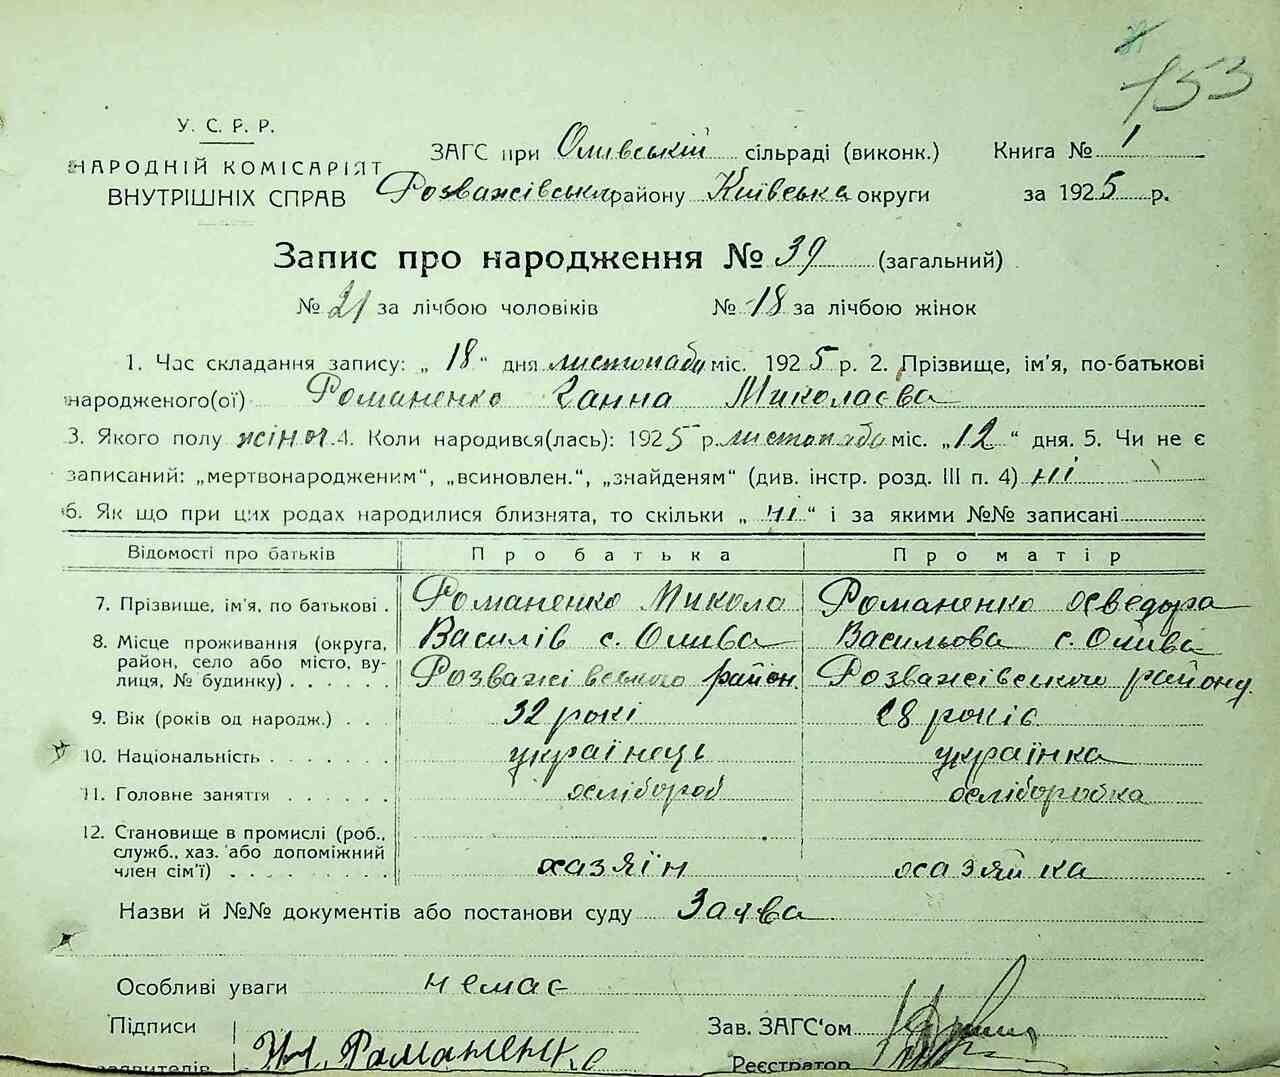 153
У. С. Р. Р.
НАРОДНІЙ КОМІСАРІЯТ
ВНУТРІШНІХ СПРАВ
ЗАГС при Оливській сільраді (виконк.) Книга № 1
Розважівська району Київська округи за 1925 р.
Запис про народження № 39 (загальний)
№ 21 за лічбою чоловіків № 18 за лічбою жінок
1. Час складання запису: „ 18 “ дня листопада міс. 1925 р. 2. Прізвище, ім'я, по-батькові
народженого(ої) Романенко Ганна Миколаєва
3. Якого полу жіноч. 4. Коли народився(лась): 1925 р. листопада міс. „12“ дня. 5. Чи не є
записаний: „мертвонародженим“, „всиновлен.“, „знайденям“ (див. інстр. розд. III п. 4) ні
6. Як що при цих родах народилися близнята, то скільки „ ні “ і за якими №№ записані
Відомості про батьків Про батька Про матір
7. Прізвище, ім'я, по батькові . Романенко Микола Романенко
8. Місце проживання (округа, район, село або місто, вулиця, № будинку) . . . . . . Василів с. Олива Васильова с. Олива
Розважівського район. Розважівського району
9. Вік (років од народж.) . . . 32 рокі 28 років
10. Національність . . . . . . . українець українка
11. Головне заняття . . . . . . хлібороб хліборобка
12. Становище в промислі (роб., служб., хаз. або допоміжний член сім'ї) . . . . . . . . хазяїн хазяйка
Назви й №№ документів або постанови суду Заява
Особливі уваги немає
Підписи Зав. ЗАГС'ом
заявителів Романенко Реєстратор